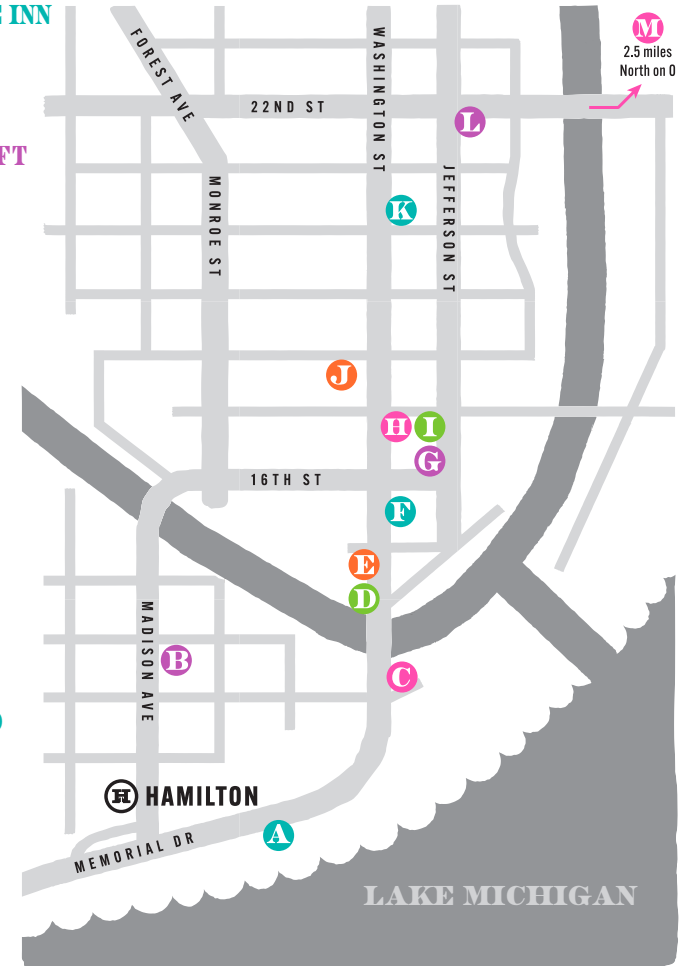 INN
M
2.5 miles
North on
FOREST AVE
WASHINGTON ST
22ND ST
L
FT
JEFFERSON ST
MONROE ST
K
J
H
I
G
16TH ST
F
E
D
MADISON AVE
B
C
H HAMILTON
A
MEMORIAL DR
LAKE MICHIGAN